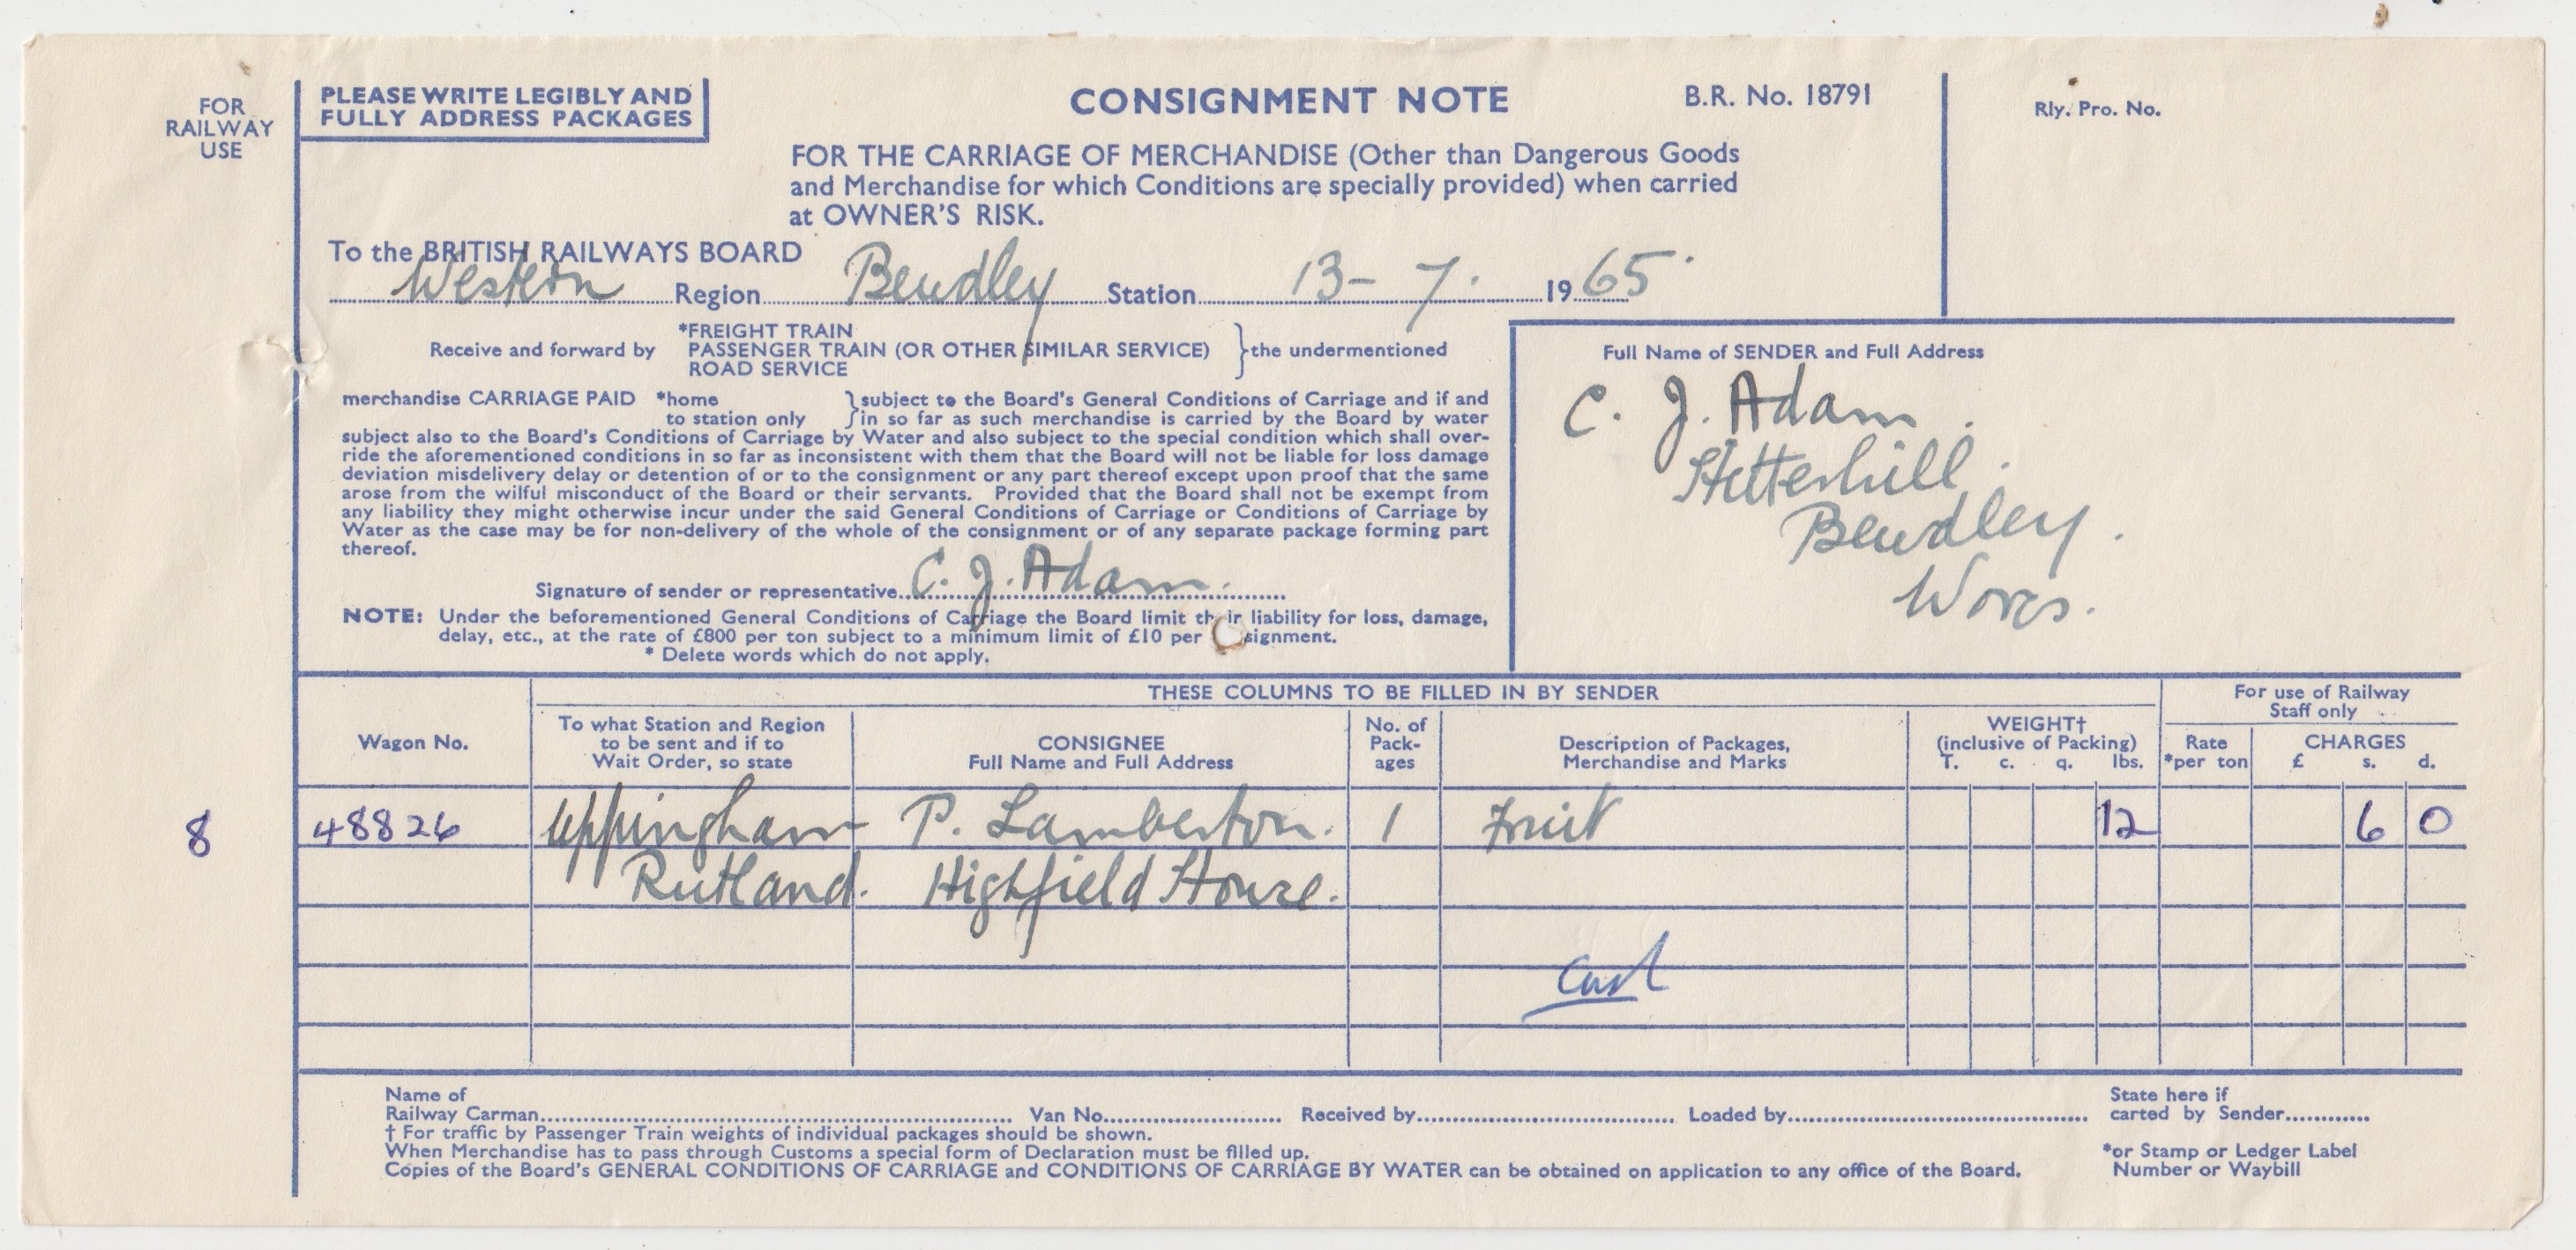 FOR
RAILWAY
USE
PLEASE WRITE LEGIBLY AND
FULLY ADDRESS PACKAGES
CONSIGNMENT NOTE
B.R. No. 18791
Rly. Pro. No.
FOR THE CARRIAGE OF MERCHANDISE (Other than Dangerous Goods
and Merchandise for which Conditions are specially provided) when carried
at OWNER'S RISK.
To the BRITISH RAILWAYS BOARD
Western Region Bewdley Station 13 - 7. 1965.
Receive and forward by
*FREIGHT TRAIN
PASSENGER TRAIN (OR OTHER SIMILAR SERVICE)
ROAD SERVICE
} the undermentioned
merchandise CARRIAGE PAID *home } subject to the Board's General Conditions of Carriage and if and
to station only } in so far as such merchandise is carried by the Board by water
subject also to the Board's Conditions of Carriage by Water and also subject to the special condition which shall over-
ride the aforementioned conditions in so far as inconsistent with them that the Board will not be liable for loss damage
deviation misdelivery delay or detention of or to the consignment or any part thereof except upon proof that the same
arose from the wilful misconduct of the Board or their servants. Provided that the Board shall not be exempt from
any liability they might otherwise incur under the said General Conditions of Carriage or Conditions of Carriage by
Water as the case may be for non-delivery of the whole of the consignment or of any separate package forming part
thereof.
Signature of sender or representative C. J. Adam.
NOTE: Under the beforementioned General Conditions of Carriage the Board limit their liability for loss, damage,
delay, etc., at the rate of £800 per ton subject to a minimum limit of £10 per signment.
* Delete words which do not apply.
Full Name of SENDER and Full Address
C. J. Adam.
Bewdley.
Worcs.
THESE COLUMNS TO BE FILLED IN BY SENDER
For use of Railway
Staff only
Wagon No.
To what Station and Region
to be sent and if to
Wait Order, so state
CONSIGNEE
Full Name and Full Address
No. of
Pack-
ages
Description of Packages,
Merchandise and Marks
WEIGHT†
(inclusive of Packing)
T. c. q. lbs.
Rate
*per ton
CHARGES
£ s. d.
8 48826 Uppingham P. Lamberton. 1 Fruit 12 6 0
Rutland. Highfield House.
Name of
Railway Carman Van No. Received by Loaded by
State here if
carted by Sender
† For traffic by Passenger Train weights of individual packages should be shown.
When Merchandise has to pass through Customs a special form of Declaration must be filled up.
Copies of the Board's GENERAL CONDITIONS OF CARRIAGE and CONDITIONS OF CARRIAGE BY WATER can be obtained on application to any office of the Board.
*or Stamp or Ledger Label
Number or Waybill